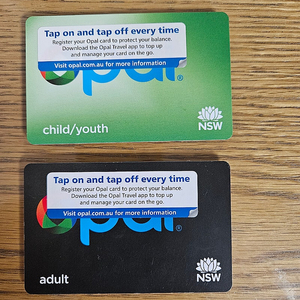 Tap on and tap off every time
Register your Opal card to protect your balance.
Download the Opal Travel app to top up
and manage your card on the go.
Visit opal.com.au for more information
opal®
child/youth
NSW
Tap on and tap off every time
Register your Opal card to protect your balance.
Download the Opal Travel app to top up
and manage your card on the go.
Visit opal.com.au for more information
opal®
adult
NSW